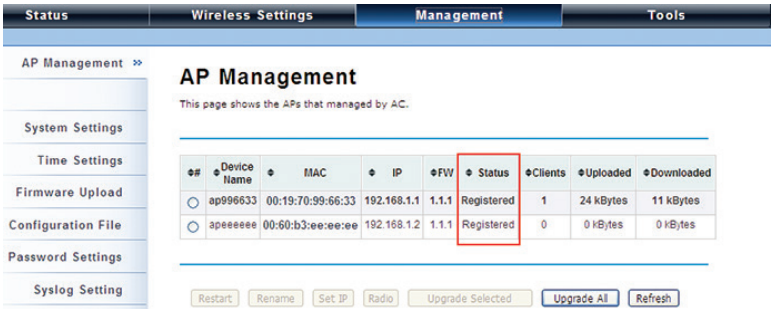 Status Wireless Settings Management Tools
AP Management »
System Settings
Time Settings
Firmware Upload
Configuration File
Password Settings
Syslog Setting
AP Management
This page shows the APs that managed by AC.
# Device Name MAC IP FW Status Clients Uploaded Downloaded
ap996633 00:19:70:99:66:33 192.168.1.1 1.1.1 Registered 1 24 kBytes 11 kBytes
apeeeeee 00:60:b3:ee:ee:ee 192.168.1.2 1.1.1 Registered 0 0 kBytes 0 kBytes
Restart Rename Set IP Radio Upgrade Selected Upgrade All Refresh